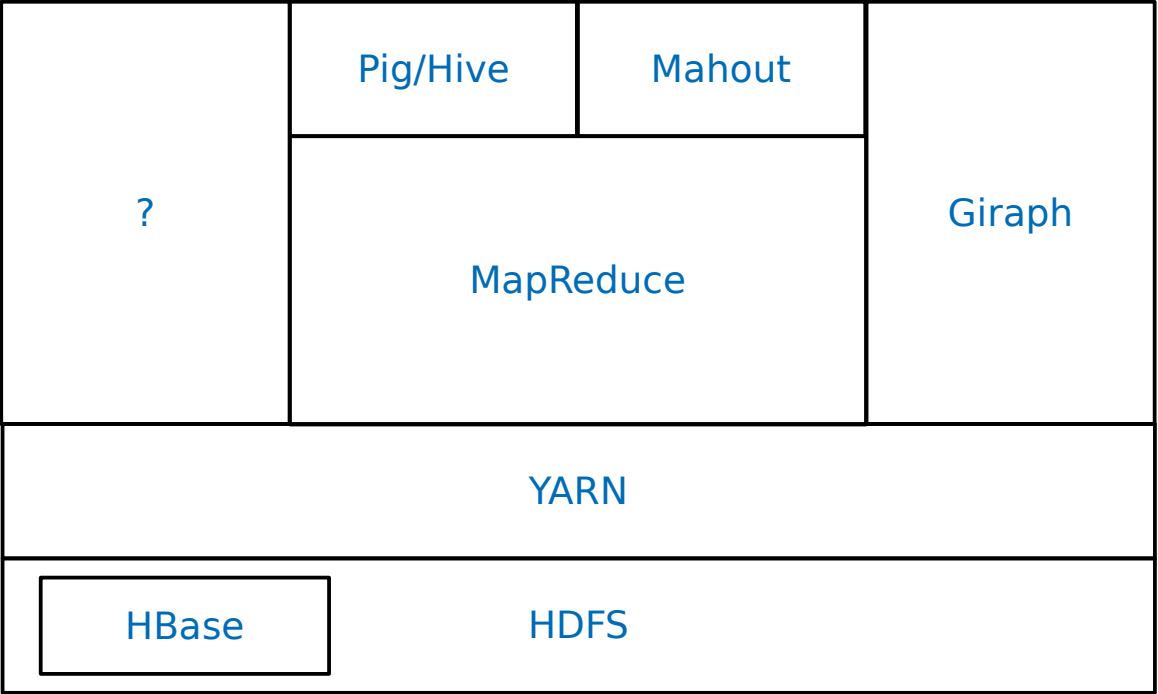 Pig/Hive
Mahout
?
Giraph
MapReduce
YARN
HBase
HDFS